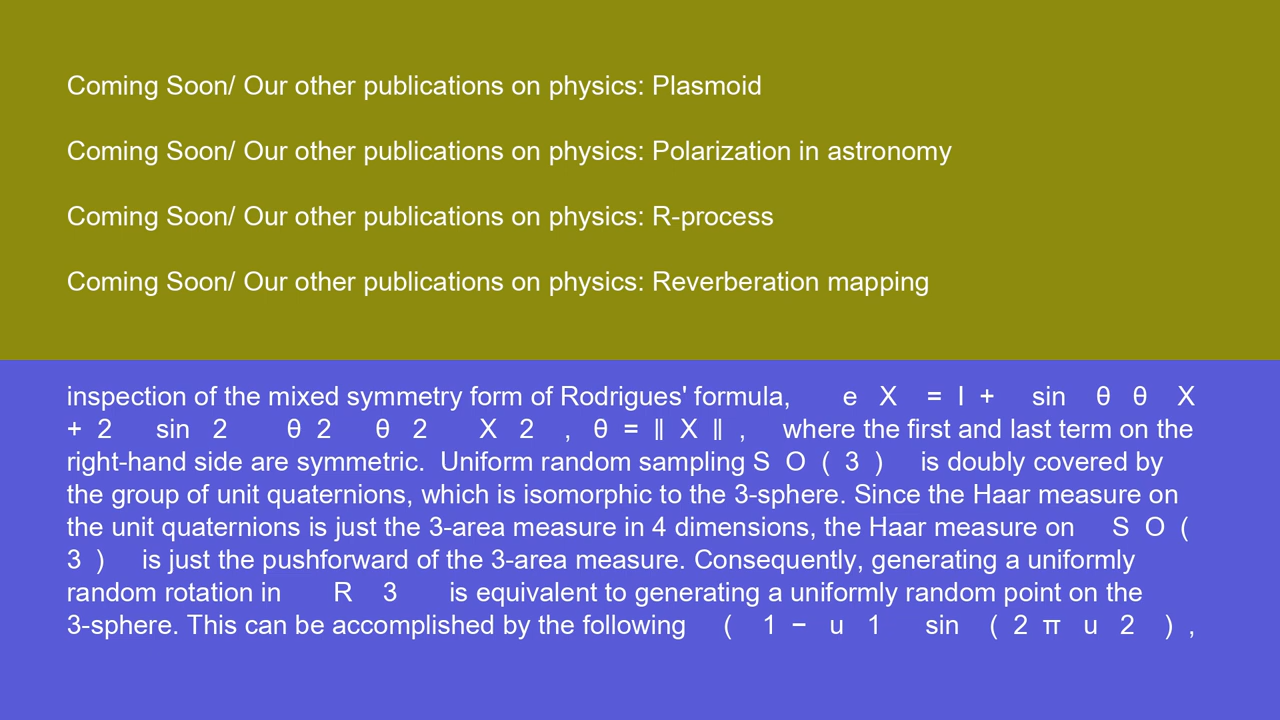 Coming Soon/ Our other publications on physics: Plasmoid
Coming Soon/ Our other publications on physics: Polarization in astronomy
Coming Soon/ Our other publications on physics: R-process
Coming Soon/ Our other publications on physics: Reverberation mapping
inspection of the mixed symmetry form of Rodrigues' formula, e X = I + sin θ θ X
+ 2 sin 2 θ 2 θ 2 X 2 , θ = ‖ X ‖ , where the first and last term on the
right-hand side are symmetric. Uniform random sampling S O ( 3 ) is doubly covered by
the group of unit quaternions, which is isomorphic to the 3-sphere. Since the Haar measure on
the unit quaternions is just the 3-area measure in 4 dimensions, the Haar measure on S O (
3 ) is just the pushforward of the 3-area measure. Consequently, generating a uniformly
random rotation in R 3 is equivalent to generating a uniformly random point on the
3-sphere. This can be accomplished by the following ( 1 − u 1 sin ( 2 π u 2 ) ,